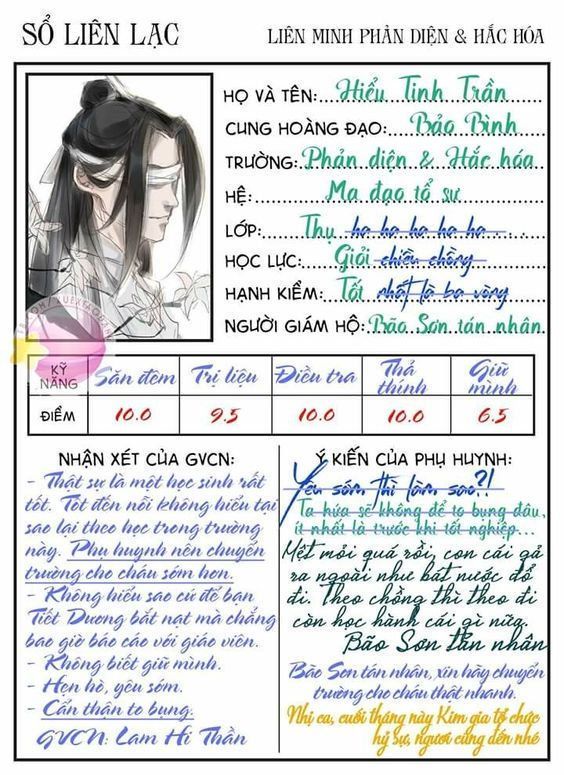 SỔ LIÊN LẠC
LIÊN MINH PHẢN DIỆN & HẮC HÓA
HỌ VÀ TÊN: Hiểu Tinh Trần
CUNG HOÀNG ĐẠO: Bảo Bình
TRƯỜNG: Phản diện & Hắc hóa
HỆ: Ma đạo tổ sư
LỚP: Thụ ha ha ha ha ha
HỌC LỰC: Giỏi chiều chồng
HẠNH KIỂM: Tốt nhất là ba vòng
NGƯỜI GIÁM HỘ: Bão Sơn tán nhân
KỸ NĂNG Săn đêm Trị liệu Điều tra Thả thính Giữ mình
ĐIỂM 10.0 9.5 10.0 10.0 6.5
NHẬN XÉT CỦA GVCN:
- Thật sự là một học sinh rất
tốt. Tốt đến nỗi không hiểu tại
sao lại theo học trong trường
này. Phụ huynh nên chuyển
trường cho cháu sớm hơn.
- Không hiểu sao cứ để bạn
Tiết Dương bắt nạt mà chẳng
bao giờ báo cáo với giáo viên.
- Không biết giữ mình.
- Hẹn hò, yêu sớm.
- Cẩn thận to bụng.
GVCN: Lam Hi Thần
Ý KIẾN CỦA PHỤ HUYNH:
Yêu sớm thì làm sao?!
Ta hứa sẽ không để to bụng đâu,
ít nhất là trước khi tốt nghiệp...
Mệt mỏi quá rồi, con cái gả
ra ngoài như bát nước đổ
đi. Theo chồng thì theo đi
còn học hành cái gì nữa.
Bão Sơn tán nhân
Bão Sơn tán nhân, xin hãy chuyển
trường cho cháu thật nhanh.
Nhị ca, cuối tháng này Kim gia tổ chức
hỷ sự, ngươi cũng đến nhé